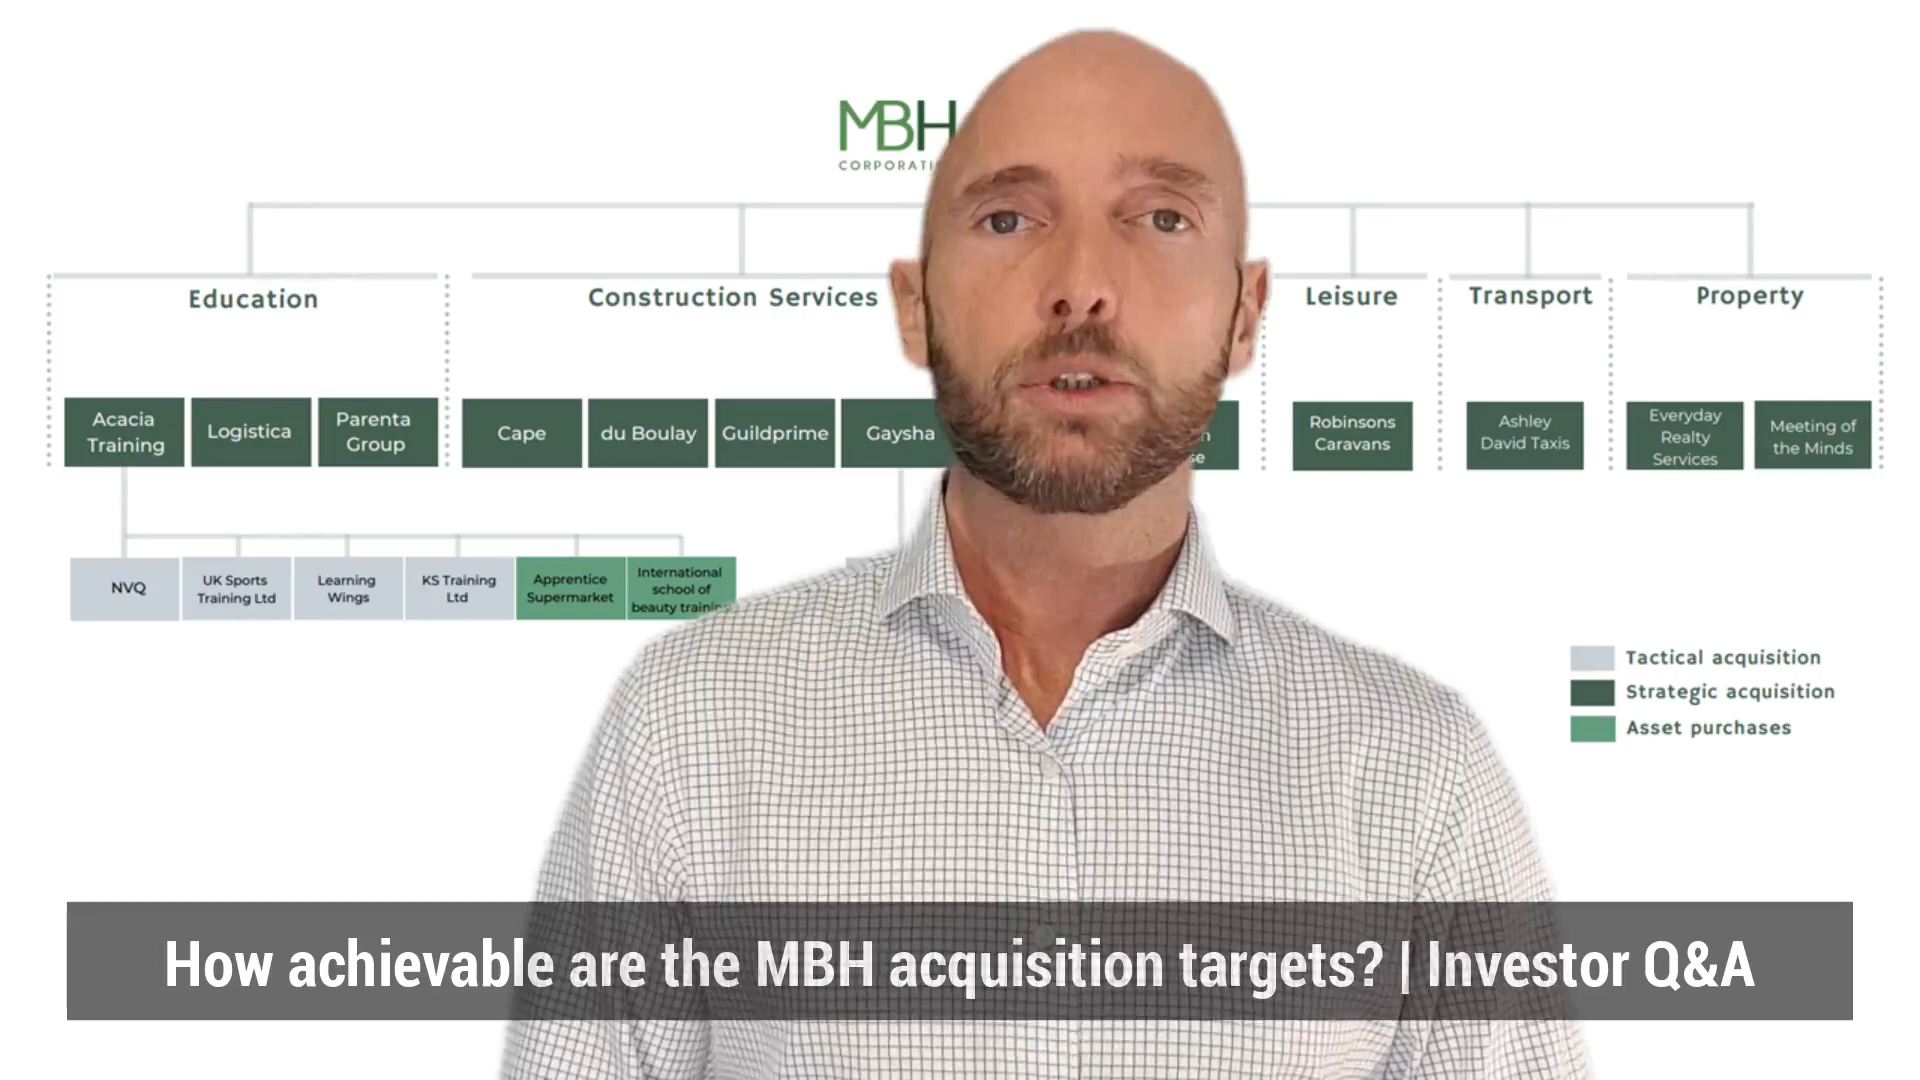 MBH
Education
Construction Services
Leisure
Transport
Property
Acacia
Training
Logistica
Parenta
Group
Cape
du Boulay
Guildprime
Gaysha
Robinsons
Caravans
Ashley
David Taxis
Everyday
Realty
Services
Meeting of
the Minds
NVQ
UK Sports
Training Ltd
Learning
Wings
KS Training
Ltd
Apprentice
Supermarket
International
school of
beauty
Tactical acquisition
Strategic acquisition
Asset purchases
How achievable are the MBH acquisition targets? | Investor Q&A